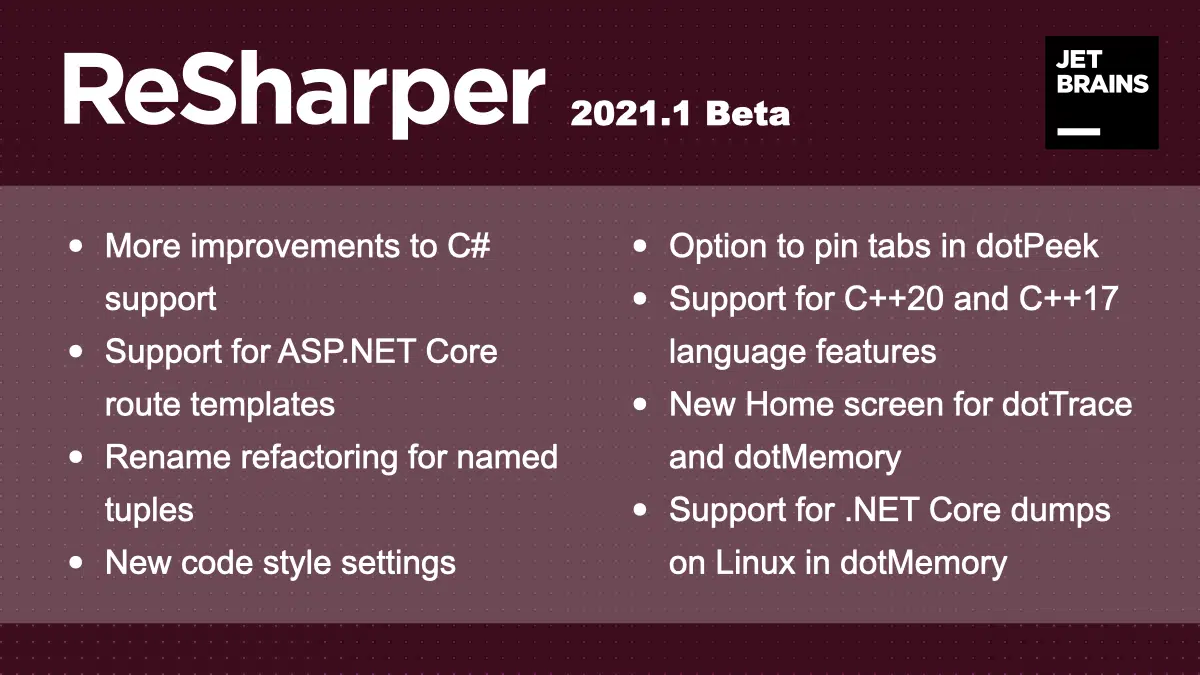 ReSharper 2021.1 Beta
JET
BRAINS
• More improvements to C#
support
• Support for ASP.NET Core
route templates
• Rename refactoring for named
tuples
• New code style settings
• Option to pin tabs in dotPeek
• Support for C++20 and C++17
language features
• New Home screen for dotTrace
and dotMemory
• Support for .NET Core dumps
on Linux in dotMemory